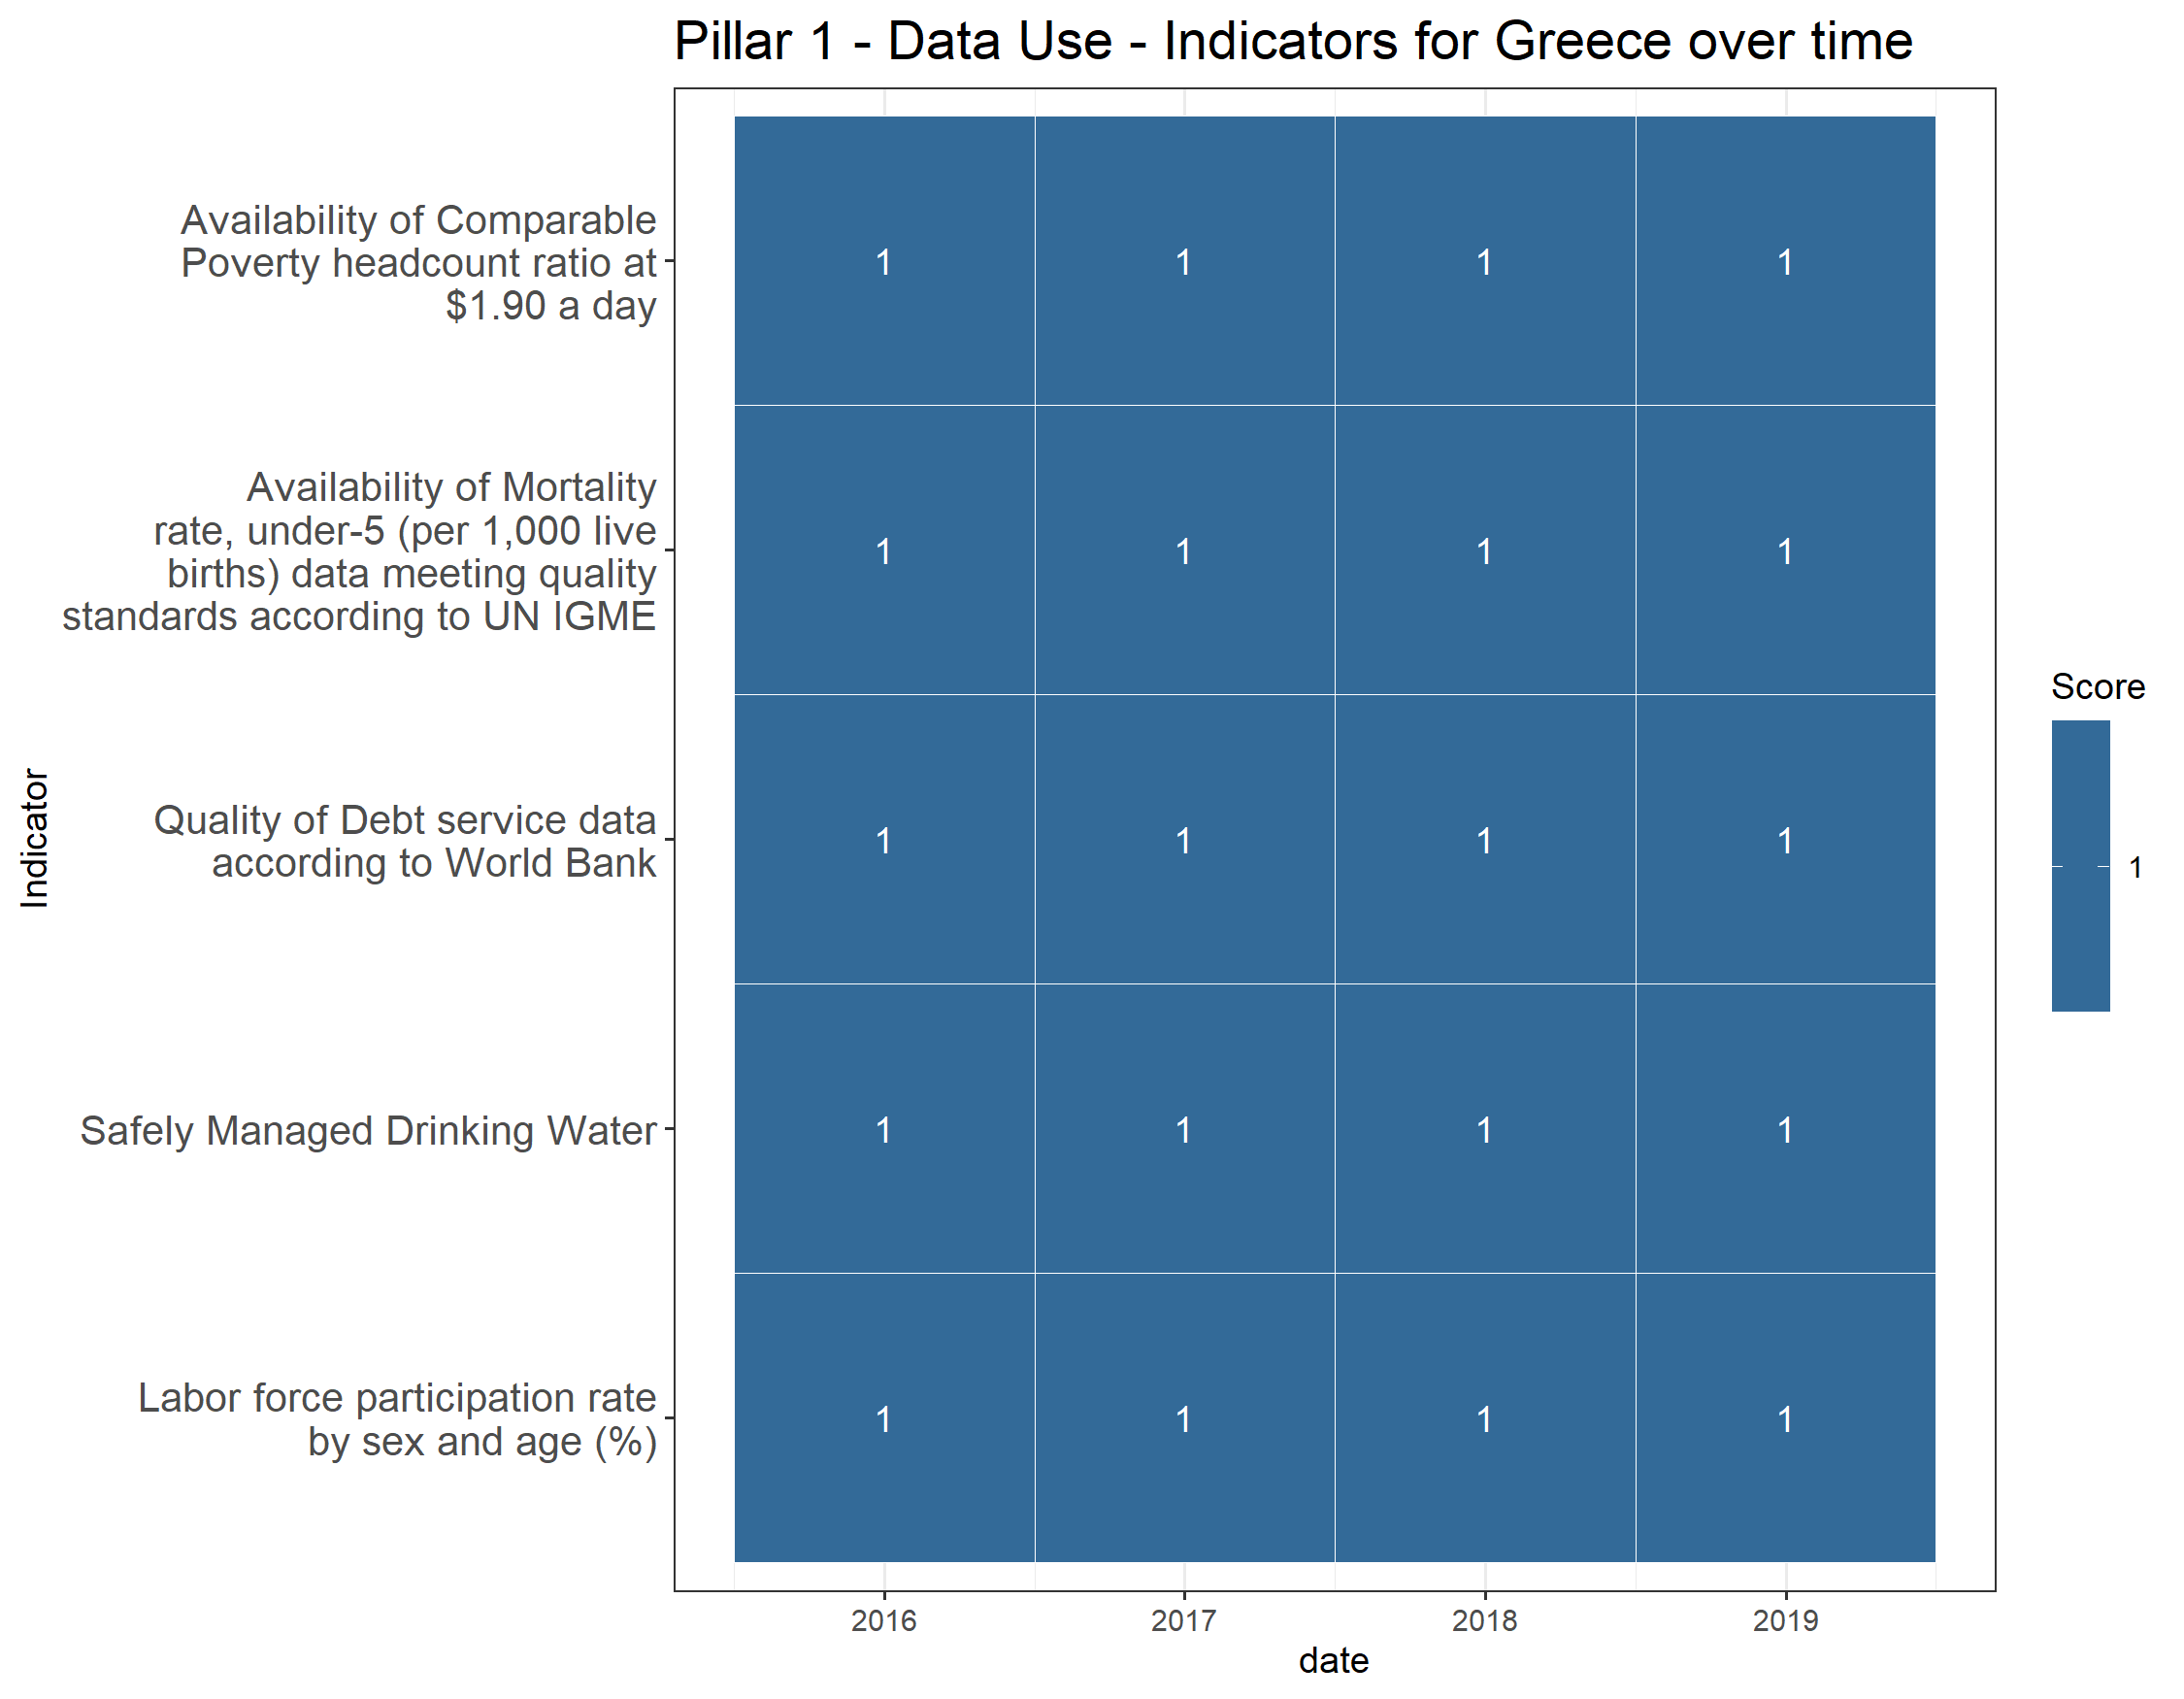 Pillar 1 - Data Use - Indicators for Greece over time
Availability of Comparable
Poverty headcount ratio at
$1.90 a day
1 1 1 1
Availability of Mortality
rate, under-5 (per 1,000 live
births) data meeting quality
standards according to UN IGME
1 1 1 1
Quality of Debt service data
according to World Bank
1 1 1 1
Safely Managed Drinking Water
1 1 1 1
Labor force participation rate
by sex and age (%)
1 1 1 1
Indicator
2016 2017 2018 2019
date
Score
1